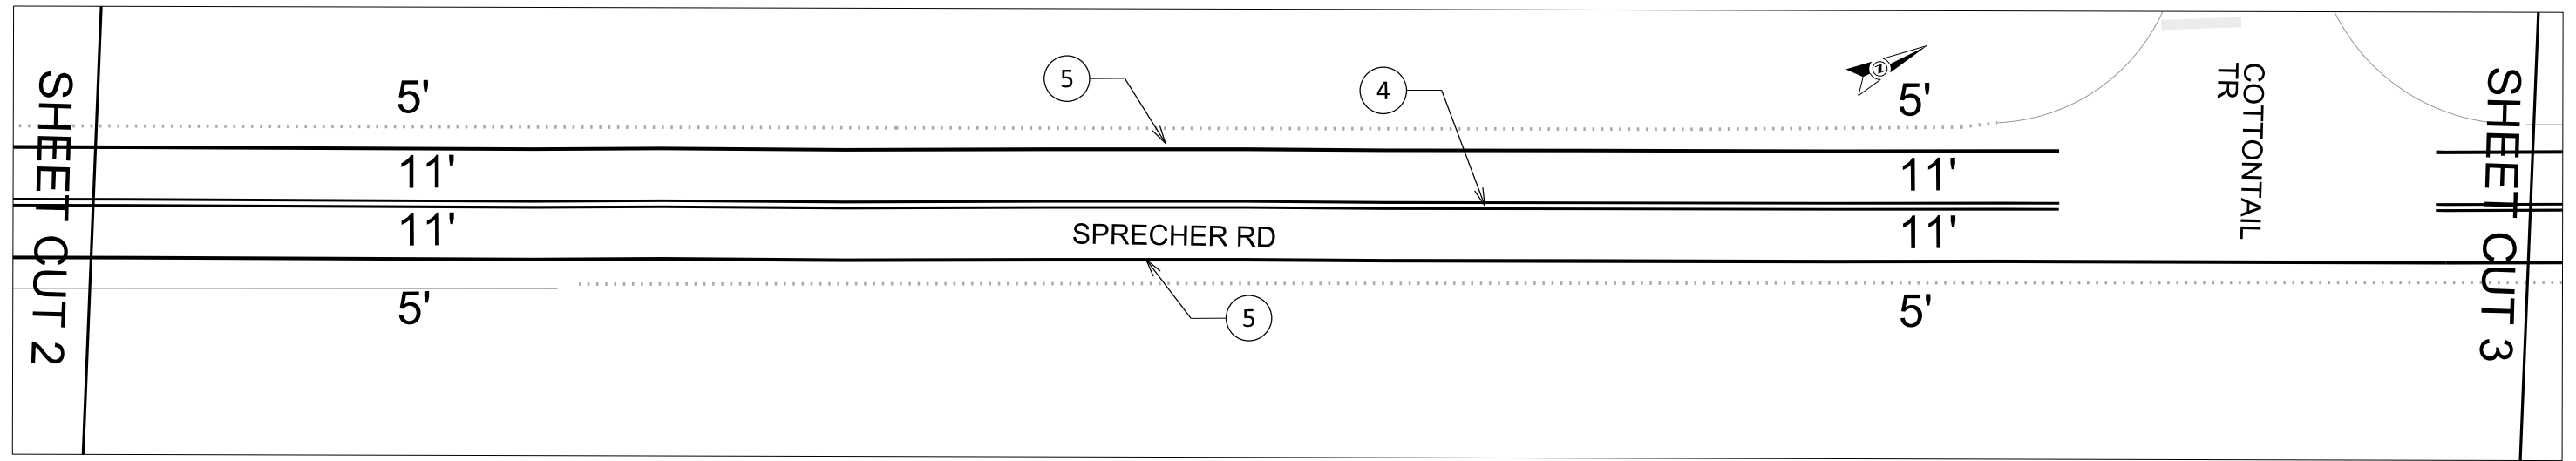 SHEET CUT 2
5'
5
4
5'
COTTONTAIL
TR
SHEET CUT 3
11'
11'
11'
SPRECHER RD
11'
5'
5
5'
Z